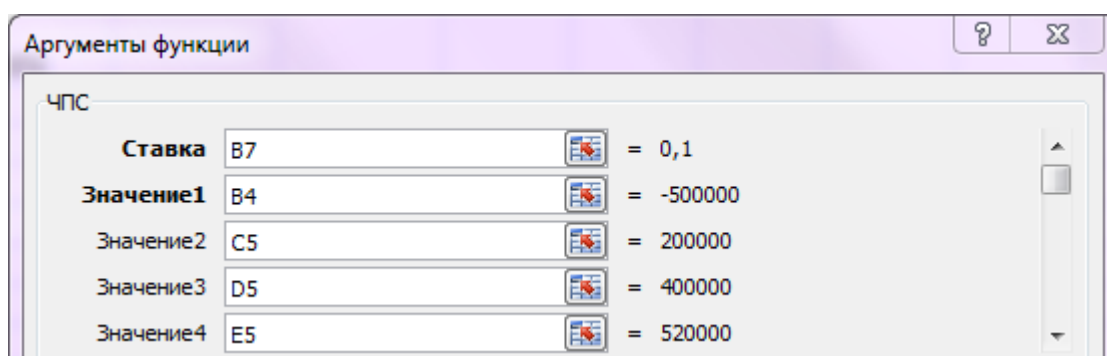 Аргументы функции
ЧПС
Ставка B7 = 0,1
Значение1 B4 = -500000
Значение2 C5 = 200000
Значение3 D5 = 400000
Значение4 E5 = 520000